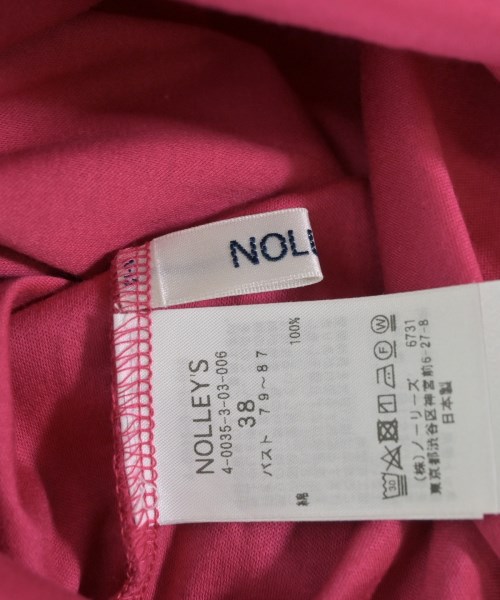 NOLL
NOLLEY'S
4-0035-3-03-006
38
バスト 79～87
綿 100%
6731
(株)ノーリーズ
東京都渋谷区神宮前6-27-8
日本製